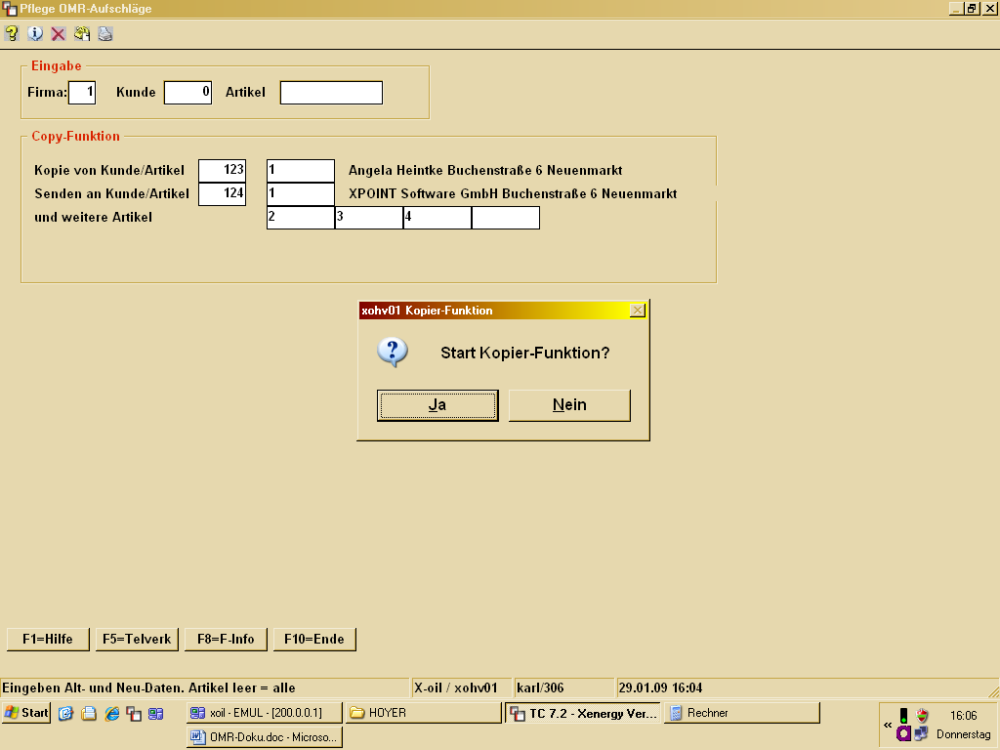 Pflege OMR-Aufschläge
Eingabe
Firma: 1 Kunde 0 Artikel
Copy-Funktion
Kopie von Kunde/Artikel 123 1 Angela Heintke Buchenstraße 6 Neuenmarkt
Senden an Kunde/Artikel 124 1 XPOINT Software GmbH Buchenstraße 6 Neuenmarkt
und weitere Artikel 2 3 4
xohv01 Kopier-Funktion
Start Kopier-Funktion?
Ja Nein
F1=Hilfe F5=Telverk F8=F-Info F10=Ende
Eingeben Alt- und Neu-Daten. Artikel leer = alle X-oil / xohv01 karl/306 29.01.09 16:04
Start xoil - EMUL - [200.0.0.1] HOYER TC 7.2 - Xenergy Ver... Rechner « 16:06
OMR-Doku.doc - Microso... Donnerstag